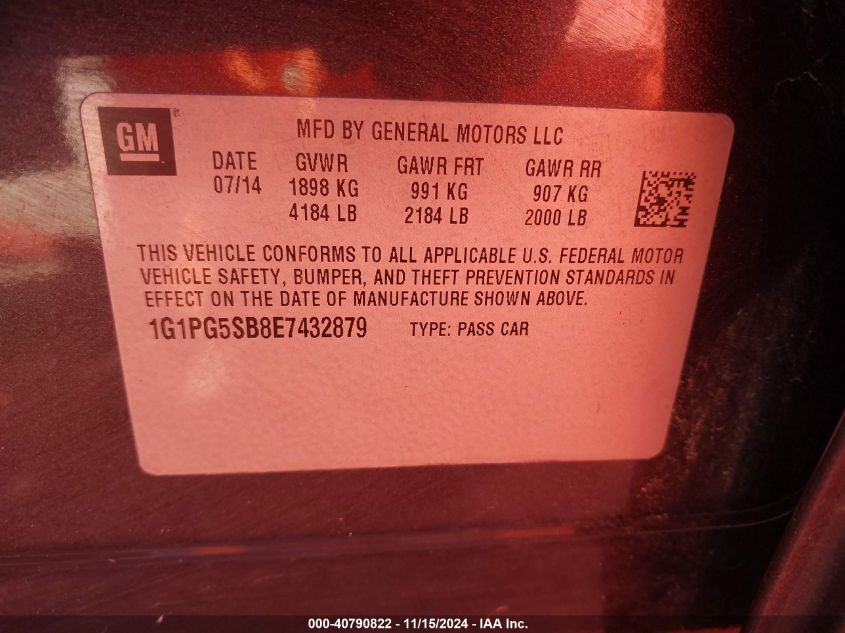 GM ®
MFD BY GENERAL MOTORS LLC
DATE GVWR GAWR FRT GAWR RR
07/14 1898 KG 991 KG 907 KG
4184 LB 2184 LB 2000 LB
THIS VEHICLE CONFORMS TO ALL APPLICABLE U.S. FEDERAL MOTOR
VEHICLE SAFETY, BUMPER, AND THEFT PREVENTION STANDARDS IN
EFFECT ON THE DATE OF MANUFACTURE SHOWN ABOVE.
1G1PG5SB8E7432879 TYPE: PASS CAR
000-40790822 - 11/15/2024 - IAA Inc.